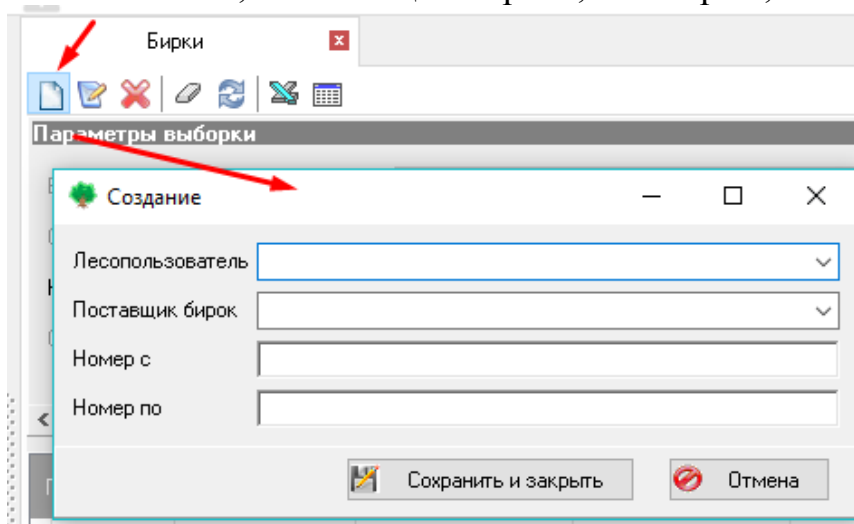 Бирки
Параметры выборки
Создание
Лесопользователь
Поставщик бирок
Номер с
Номер по
Сохранить и закрыть
Отмена